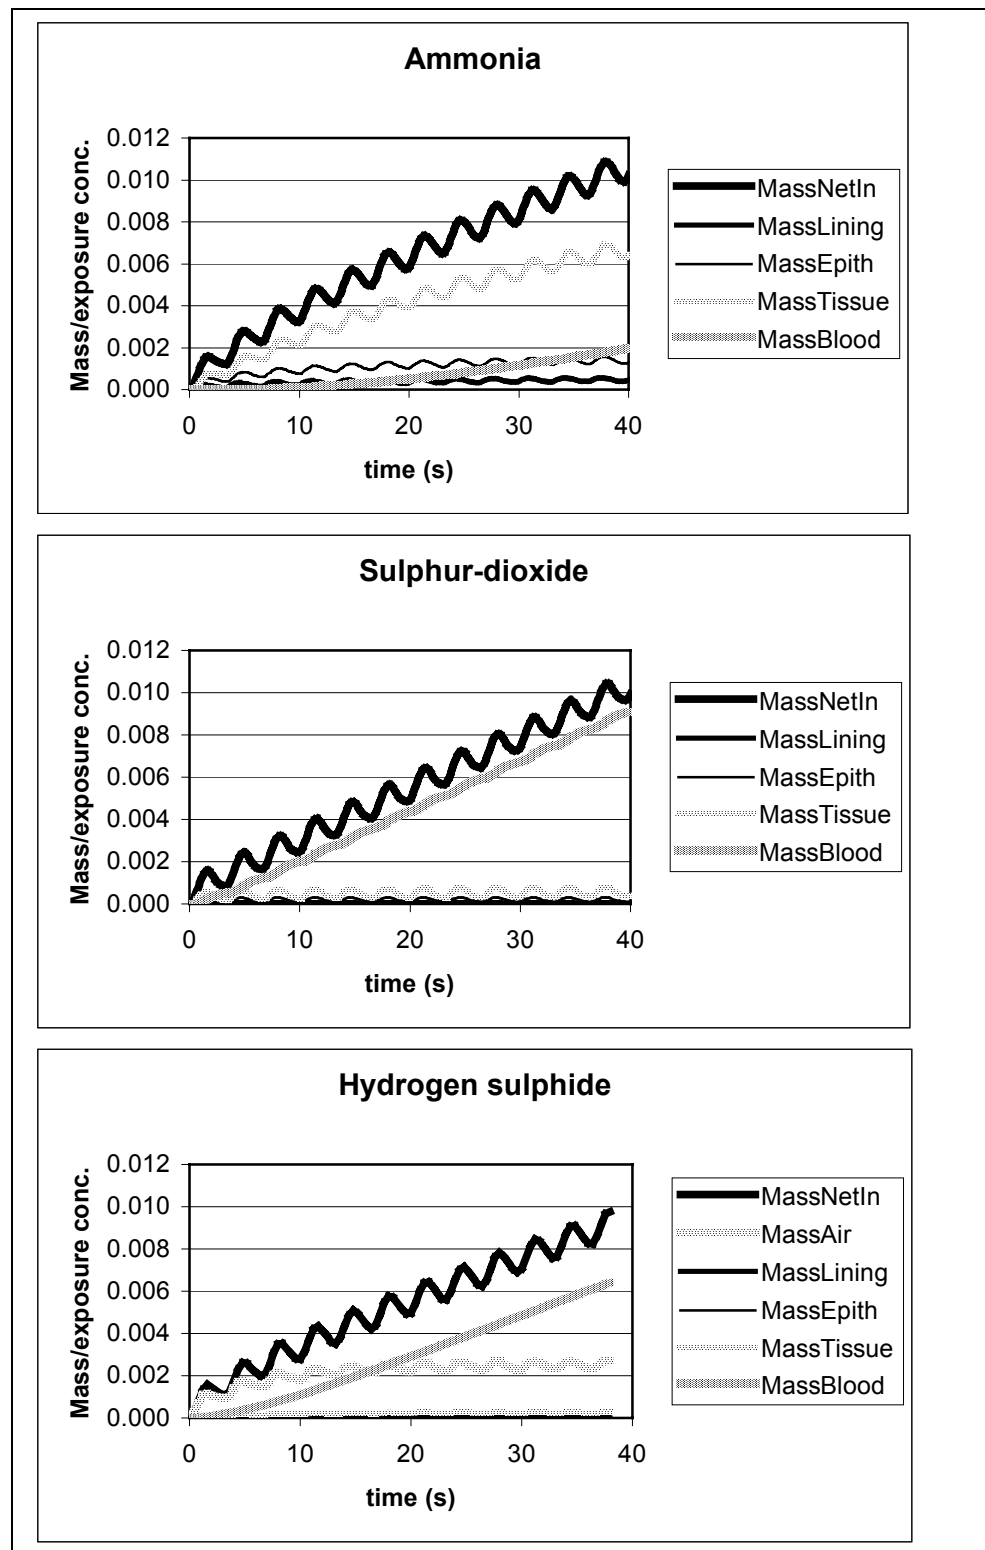 Ammonia
Mass/exposure conc.
0.012
0.010
0.008
0.006
0.004
0.002
0.000
0 10 20 30 40
time (s)
MassNetIn
MassLining
MassEpith
MassTissue
MassBlood
Sulphur-dioxide
Mass/exposure conc.
0.012
0.010
0.008
0.006
0.004
0.002
0.000
0 10 20 30 40
time (s)
MassNetIn
MassLining
MassEpith
MassTissue
MassBlood
Hydrogen sulphide
Mass/exposure conc.
0.012
0.010
0.008
0.006
0.004
0.002
0.000
0 10 20 30 40
time (s)
MassNetIn
MassAir
MassLining
MassEpith
MassTissue
MassBlood